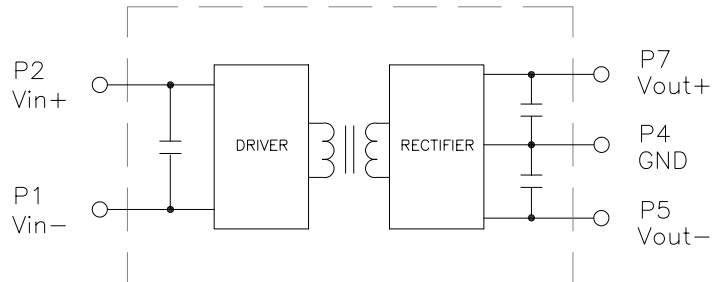 P2
Vin+
P1
Vin−
DRIVER
RECTIFIER
P7
Vout+
P4
GND
P5
Vout−